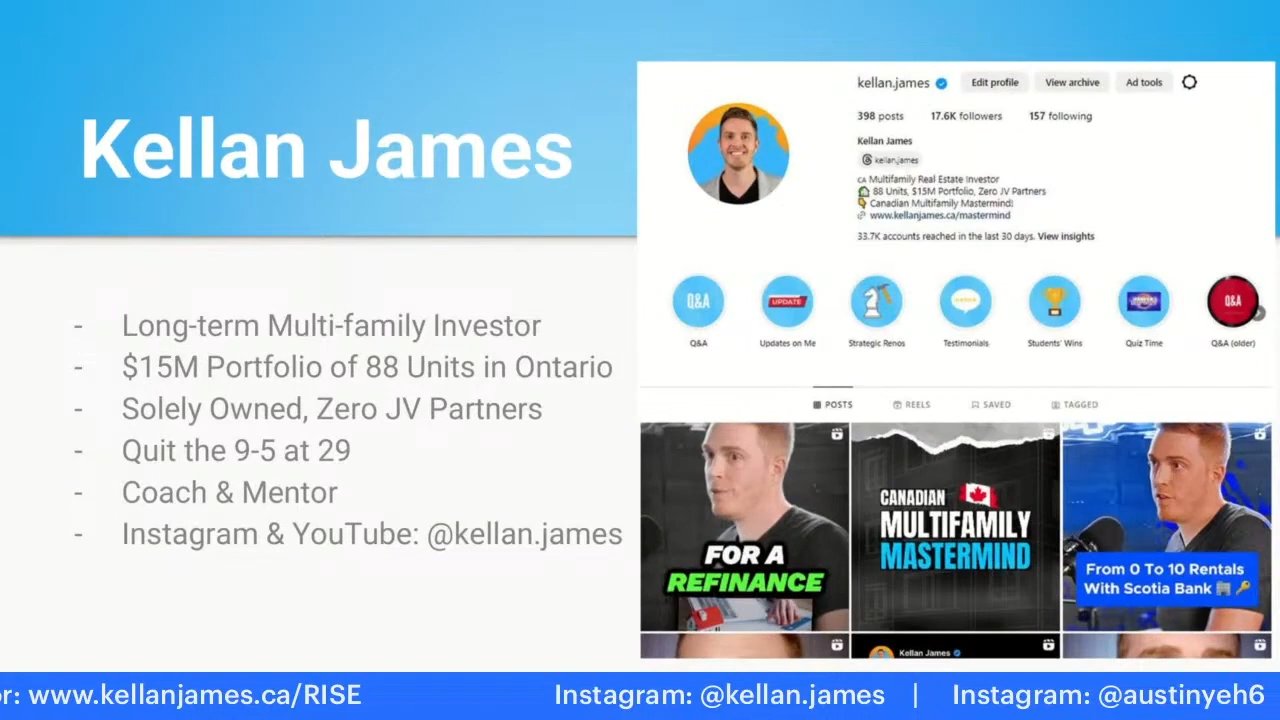 Kellan James
- Long-term Multi-family Investor
- $15M Portfolio of 88 Units in Ontario
- Solely Owned, Zero JV Partners
- Quit the 9-5 at 29
- Coach & Mentor
- Instagram & YouTube: @kellan.james
kellan.james Edit profile View archive Ad tools
398 posts 17.6K followers 157 following
Kellan James
kellan.james
CA Multifamily Real Estate Investor
88 Units, $15M Portfolio, Zero JV Partners
Canadian Multifamily Mastermind!
www.kellanjames.ca/mastermind
33.7K accounts reached in the last 30 days. View insights
Q&A UPDATE Q&A
Q&A Updates on Me Strategic Renos Testimonials Students' Wins Quiz Time Q&A (older)
POSTS REELS SAVED TAGGED
FOR A
REFINANCE
CANADIAN
MULTIFAMILY
MASTERMIND
From 0 To 10 Rentals
With Scotia Bank
Kellan James
r: www.kellanjames.ca/RISE Instagram: @kellan.james | Instagram: @austinyeh6